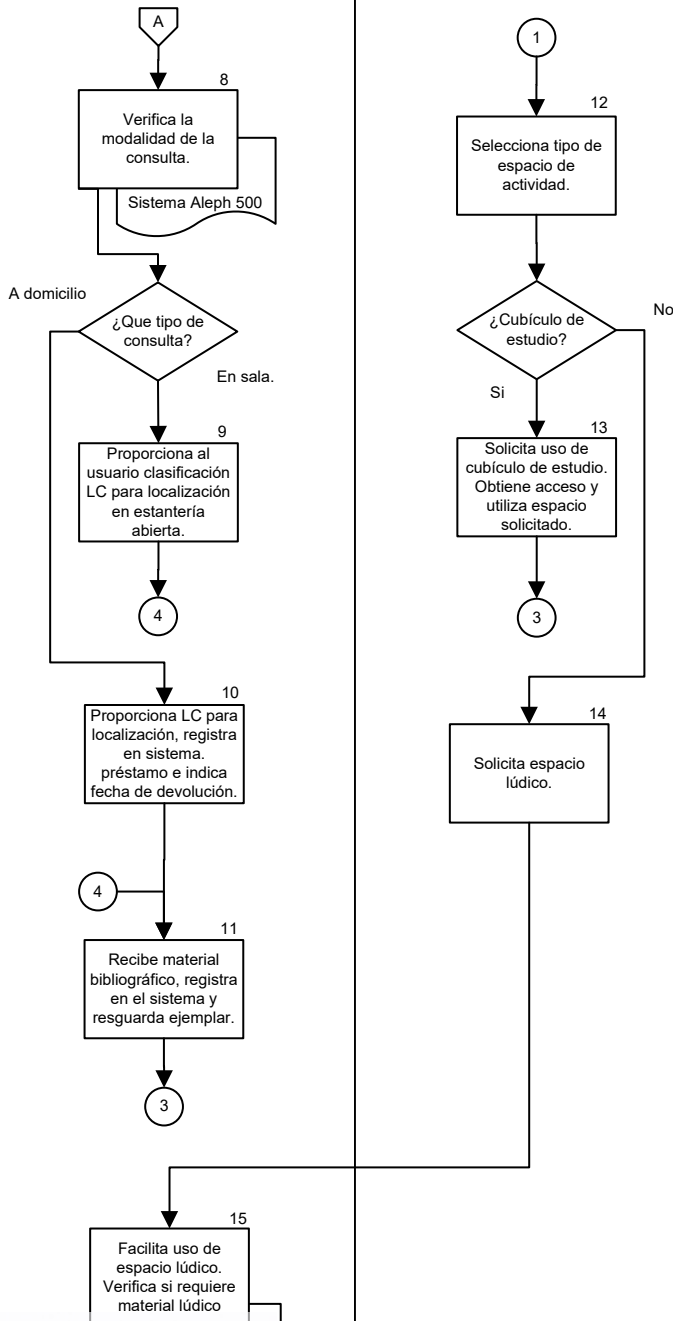 A
8
Verifica la
modalidad de la
consulta.
Sistema Aleph 500
A domicilio
¿Que tipo de
consulta?
En sala.
9
Proporciona al
usuario clasificación
LC para localización
en estantería
abierta.
4
10
Proporciona LC para
localización, registra
en sistema.
préstamo e indica
fecha de devolución.
4
11
Recibe material
bibliográfico, registra
en el sistema y
resguarda ejemplar.
3
1
12
Selecciona tipo de
espacio de
actividad.
¿Cubículo de
estudio?
No
Si
13
Solicita uso de
cubículo de estudio.
Obtiene acceso y
utiliza espacio
solicitado.
3
14
Solicita espacio
lúdico.
15
Facilita uso de
espacio lúdico.
Verifica si requiere
material lúdico